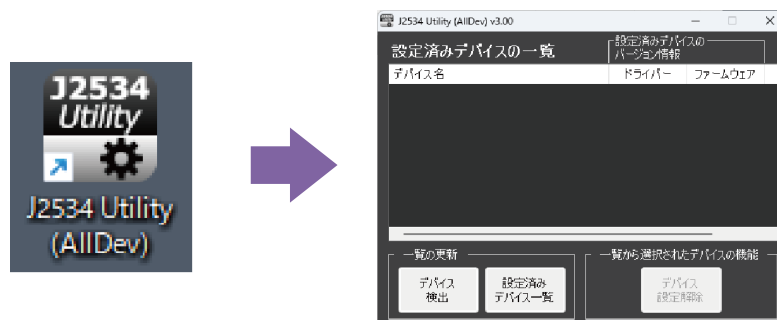 J2534
Utility
J2534 Utility
(AllDev)
J2534 Utility (AllDev) v3.00
設定済みデバイスの一覧
設定済みデバイスの
バージョン情報
デバイス名
ドライバー
ファームウェア
一覧の更新
一覧から選択されたデバイスの機能
デバイス
検出
設定済み
デバイス一覧
デバイス
設定解除